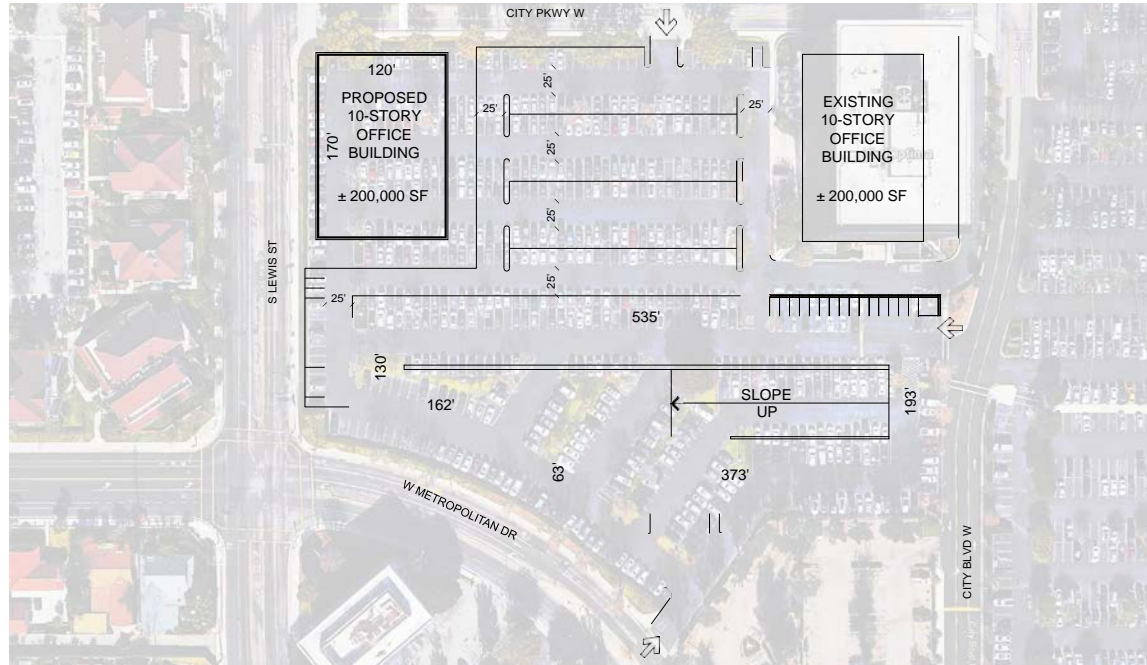 CITY PKWY W
120'
PROPOSED
10-STORY
OFFICE
BUILDING
± 200,000 SF
170'
25'
25'
25'
25'
25'
25'
25'
EXISTING
10-STORY
OFFICE
BUILDING
± 200,000 SF
S LEWIS ST
535'
130'
162'
SLOPE
UP
193'
63'
373'
W METROPOLITAN DR
CITY BLVD W